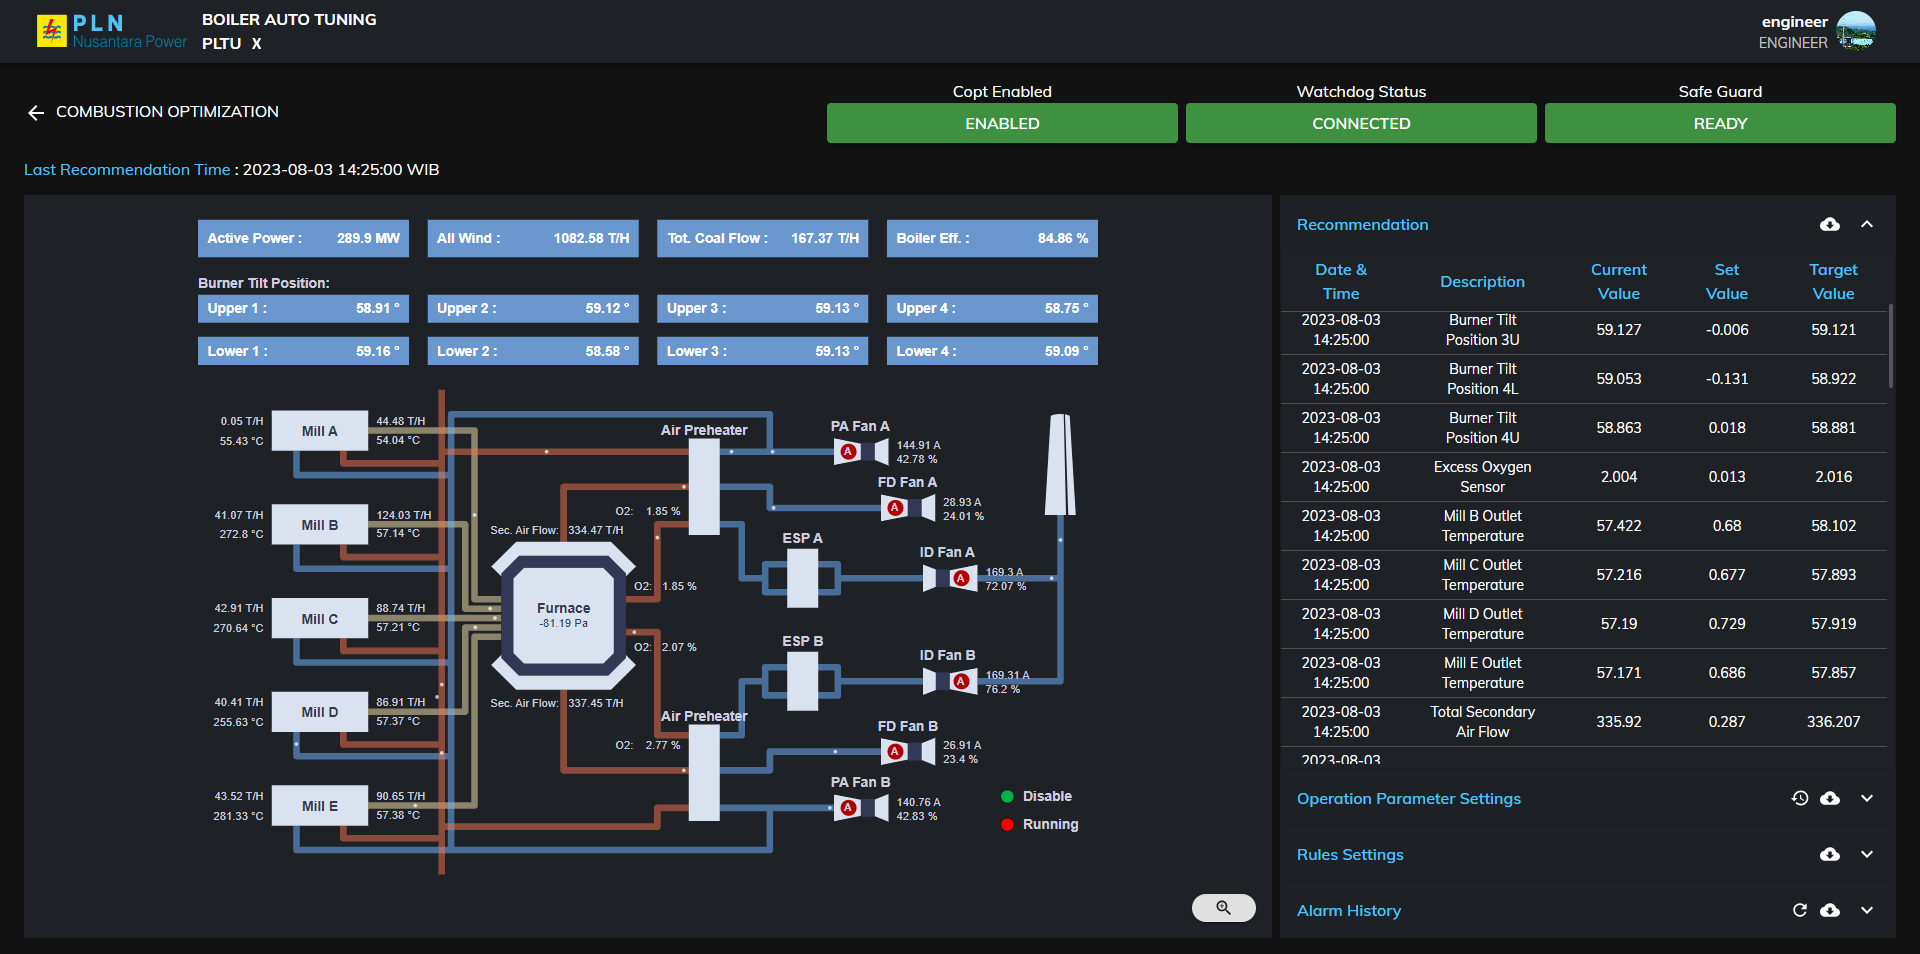 PLN
Nusantara Power
BOILER AUTO TUNING
PLTU X
engineer
ENGINEER
COMBUSTION OPTIMIZATION
Copt Enabled
ENABLED
Watchdog Status
CONNECTED
Safe Guard
READY
Last Recommendation Time : 2023-08-03 14:25:00 WIB
Active Power : 289.9 MW
All Wind : 1082.58 T/H
Tot. Coal Flow : 167.37 T/H
Boiler Eff. : 84.86 %
Burner Tilt Position:
Upper 1 : 58.91 °
Upper 2 : 59.12 °
Upper 3 : 59.13 °
Upper 4 : 58.75 °
Lower 1 : 59.16 °
Lower 2 : 58.58 °
Lower 3 : 59.13 °
Lower 4 : 59.09 °
0.05 T/H
55.43 °C
Mill A
44.48 T/H
54.04 °C
41.07 T/H
272.8 °C
Mill B
124.03 T/H
57.14 °C
42.91 T/H
270.64 °C
Mill C
88.74 T/H
57.21 °C
40.41 T/H
255.63 °C
Mill D
86.91 T/H
57.37 °C
43.52 T/H
281.33 °C
Mill E
90.65 T/H
57.38 °C
Air Preheater
O2: 1.85 %
Sec. Air Flow: 334.47 T/H
O2: 1.85 %
Furnace
-81.19 Pa
O2: 2.07 %
Sec. Air Flow: 337.45 T/H
Air Preheater
O2: 2.77 %
PA Fan A
A
144.91 A
42.78 %
FD Fan A
A
28.93 A
24.01 %
ESP A
ID Fan A
A
169.3 A
72.07 %
ESP B
ID Fan B
A
169.31 A
76.2 %
FD Fan B
A
26.91 A
23.4 %
PA Fan B
A
140.76 A
42.83 %
Disable
Running
Recommendation
Date &
Time
Description
Current
Value
Set
Value
Target
Value
2023-08-03
14:25:00
Burner Tilt
Position 3U
59.127
-0.006
59.121
2023-08-03
14:25:00
Burner Tilt
Position 4L
59.053
-0.131
58.922
2023-08-03
14:25:00
Burner Tilt
Position 4U
58.863
0.018
58.881
2023-08-03
14:25:00
Excess Oxygen
Sensor
2.004
0.013
2.016
2023-08-03
14:25:00
Mill B Outlet
Temperature
57.422
0.68
58.102
2023-08-03
14:25:00
Mill C Outlet
Temperature
57.216
0.677
57.893
2023-08-03
14:25:00
Mill D Outlet
Temperature
57.19
0.729
57.919
2023-08-03
14:25:00
Mill E Outlet
Temperature
57.171
0.686
57.857
2023-08-03
14:25:00
Total Secondary
Air Flow
335.92
0.287
336.207
2023-08-03
Operation Parameter Settings
Rules Settings
Alarm History